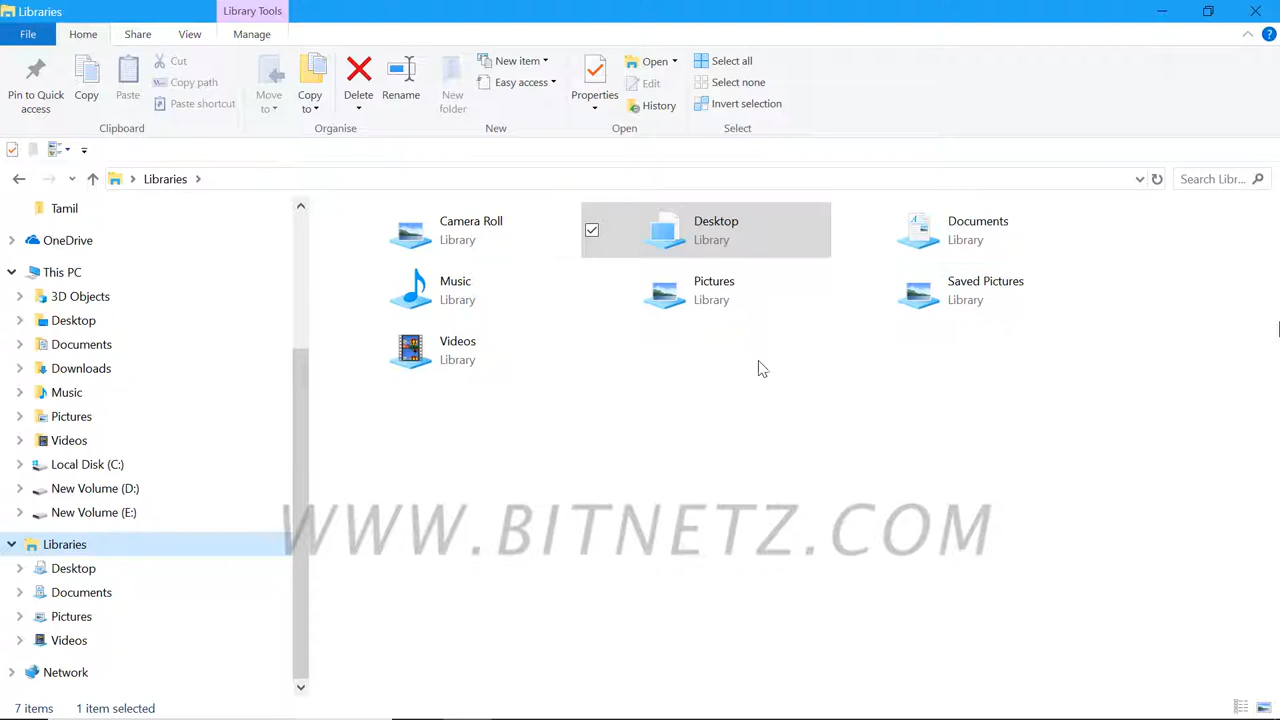 Libraries
Library Tools
File
Home
Share
View
Manage
Pin to Quick access
Copy
Paste
Cut
Copy path
Paste shortcut
Clipboard
Move to
Copy to
Delete
Rename
Organise
New folder
New item
Easy access
New
Properties
Open
Edit
History
Open
Select all
Select none
Invert selection
Select
Libraries
Search Libr...
Tamil
OneDrive
This PC
3D Objects
Desktop
Documents
Downloads
Music
Pictures
Videos
Local Disk (C:)
New Volume (D:)
New Volume (E:)
Libraries
Desktop
Documents
Pictures
Videos
Network
Camera Roll
Library
Desktop
Library
Documents
Library
Music
Library
Pictures
Library
Saved Pictures
Library
Videos
Library
WWW.BITNETZ.COM
7 items 1 item selected